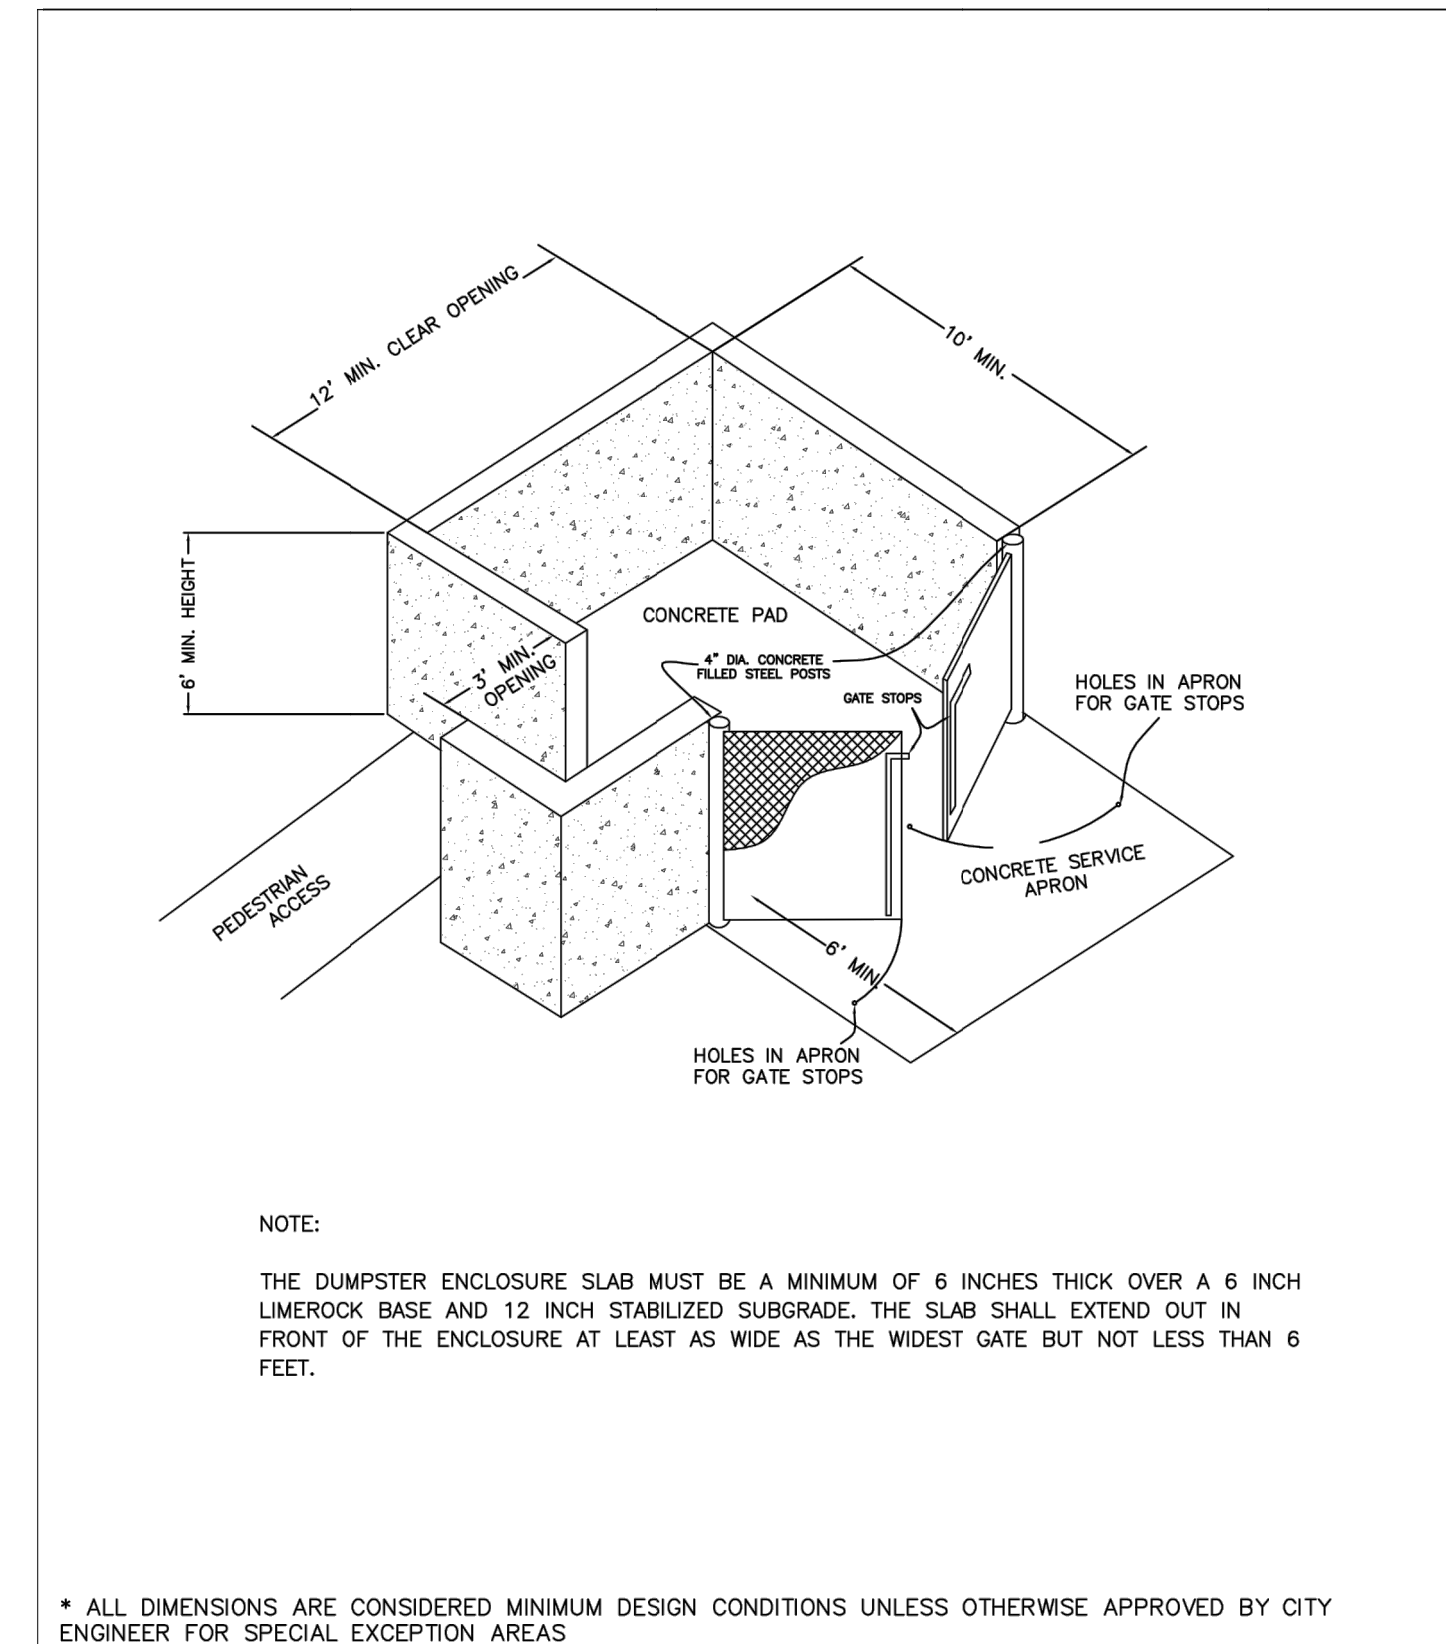 12' MIN. CLEAR OPENING
10' MIN.
6' MIN. HEIGHT
CONCRETE PAD
3' MIN.
OPENING
4" DIA. CONCRETE
FILLED STEEL POSTS
GATE STOPS
HOLES IN APRON
FOR GATE STOPS
CONCRETE SERVICE
APRON
PEDESTRIAN
ACCESS
6' MIN.
HOLES IN APRON
FOR GATE STOPS
NOTE:
THE DUMPSTER ENCLOSURE SLAB MUST BE A MINIMUM OF 6 INCHES THICK OVER A 6 INCH
LIMEROCK BASE AND 12 INCH STABILIZED SUBGRADE. THE SLAB SHALL EXTEND OUT IN
FRONT OF THE ENCLOSURE AT LEAST AS WIDE AS THE WIDEST GATE BUT NOT LESS THAN 6
FEET.
* ALL DIMENSIONS ARE CONSIDERED MINIMUM DESIGN CONDITIONS UNLESS OTHERWISE APPROVED BY CITY
ENGINEER FOR SPECIAL EXCEPTION AREAS